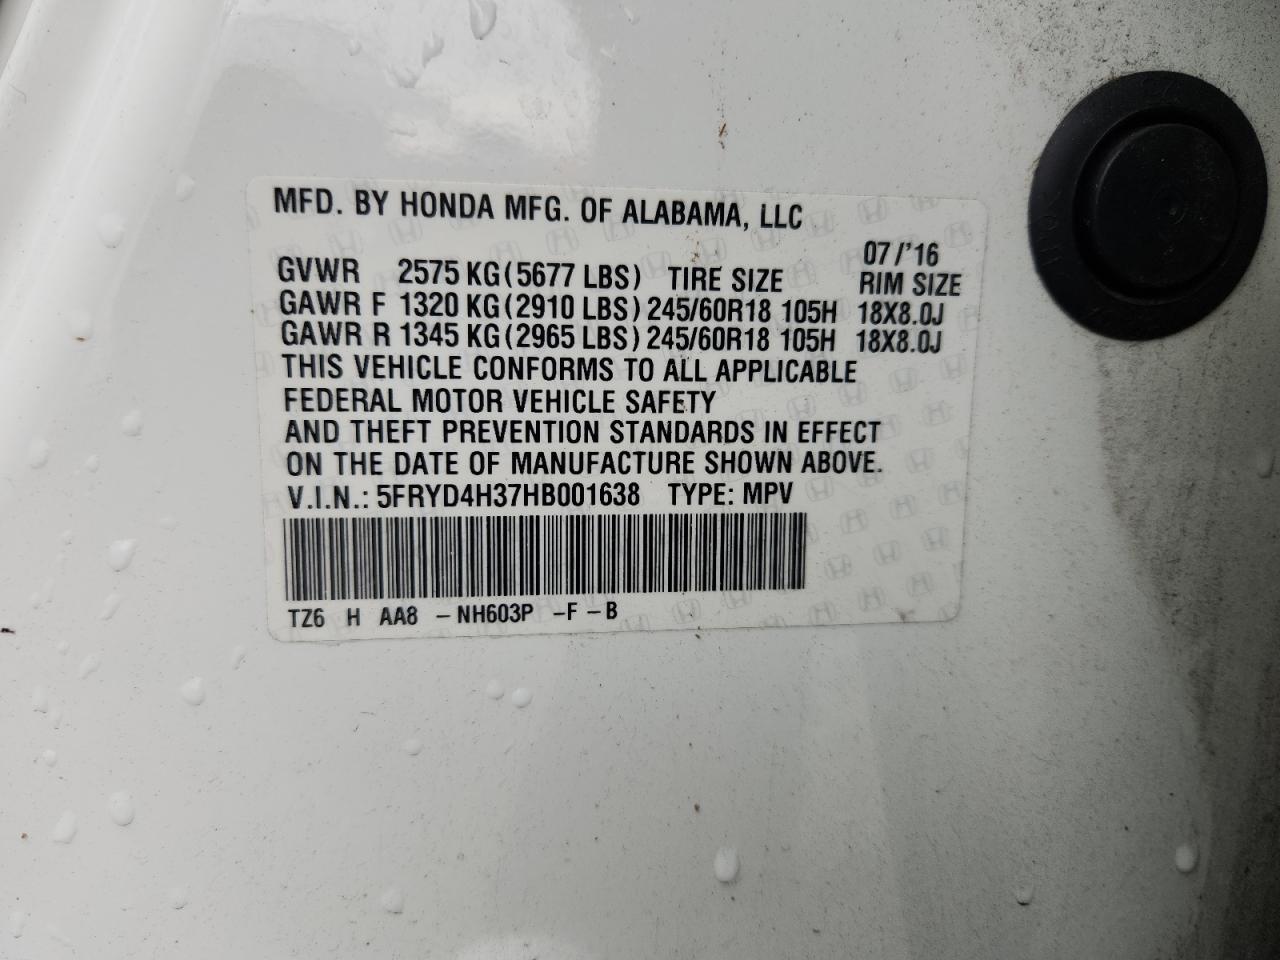 MFD. BY HONDA MFG. OF ALABAMA, LLC
07/'16
GVWR 2575 KG (5677 LBS) TIRE SIZE RIM SIZE
GAWR F 1320 KG (2910 LBS) 245/60R18 105H 18X8.0J
GAWR R 1345 KG (2965 LBS) 245/60R18 105H 18X8.0J
THIS VEHICLE CONFORMS TO ALL APPLICABLE
FEDERAL MOTOR VEHICLE SAFETY
AND THEFT PREVENTION STANDARDS IN EFFECT
ON THE DATE OF MANUFACTURE SHOWN ABOVE.
V.I.N.: 5FRYD4H37HB001638 TYPE: MPV
TZ6 H AA8 -NH603P -F -B